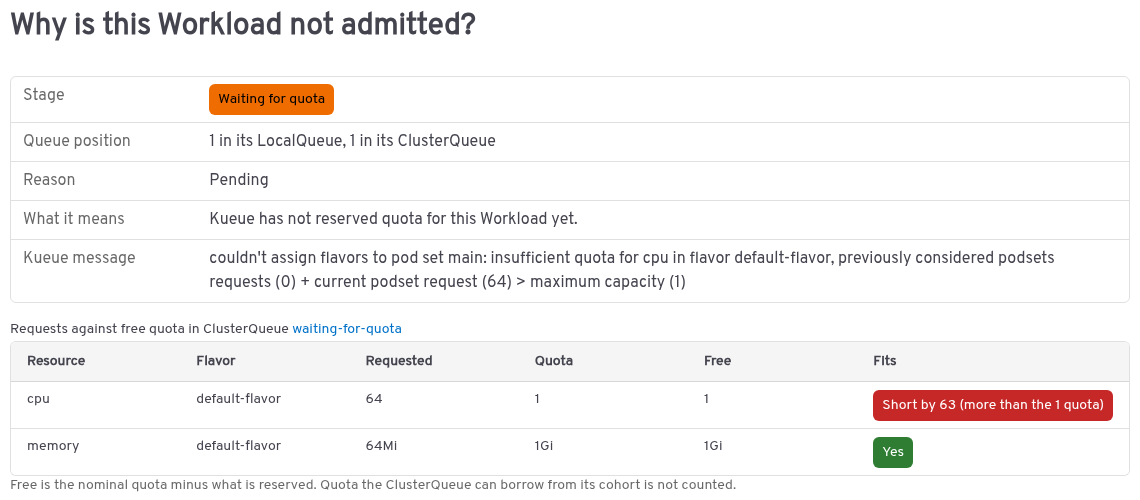 Why is this Workload not admitted?
Stage Waiting for quota
Queue position 1 in its LocalQueue, 1 in its ClusterQueue
Reason Pending
What it means Kueue has not reserved quota for this Workload yet.
Kueue message couldn't assign flavors to pod set main: insufficient quota for cpu in flavor default-flavor, previously considered podsets
requests (0) + current podset request (64) > maximum capacity (1)
Requests against free quota in ClusterQueue waiting-for-quota
Resource Flavor Requested Quota Free Fits
cpu default-flavor 64 1 1 Short by 63 (more than the 1 quota)
memory default-flavor 64Mi 1Gi 1Gi Yes
Free is the nominal quota minus what is reserved. Quota the ClusterQueue can borrow from its cohort is not counted.